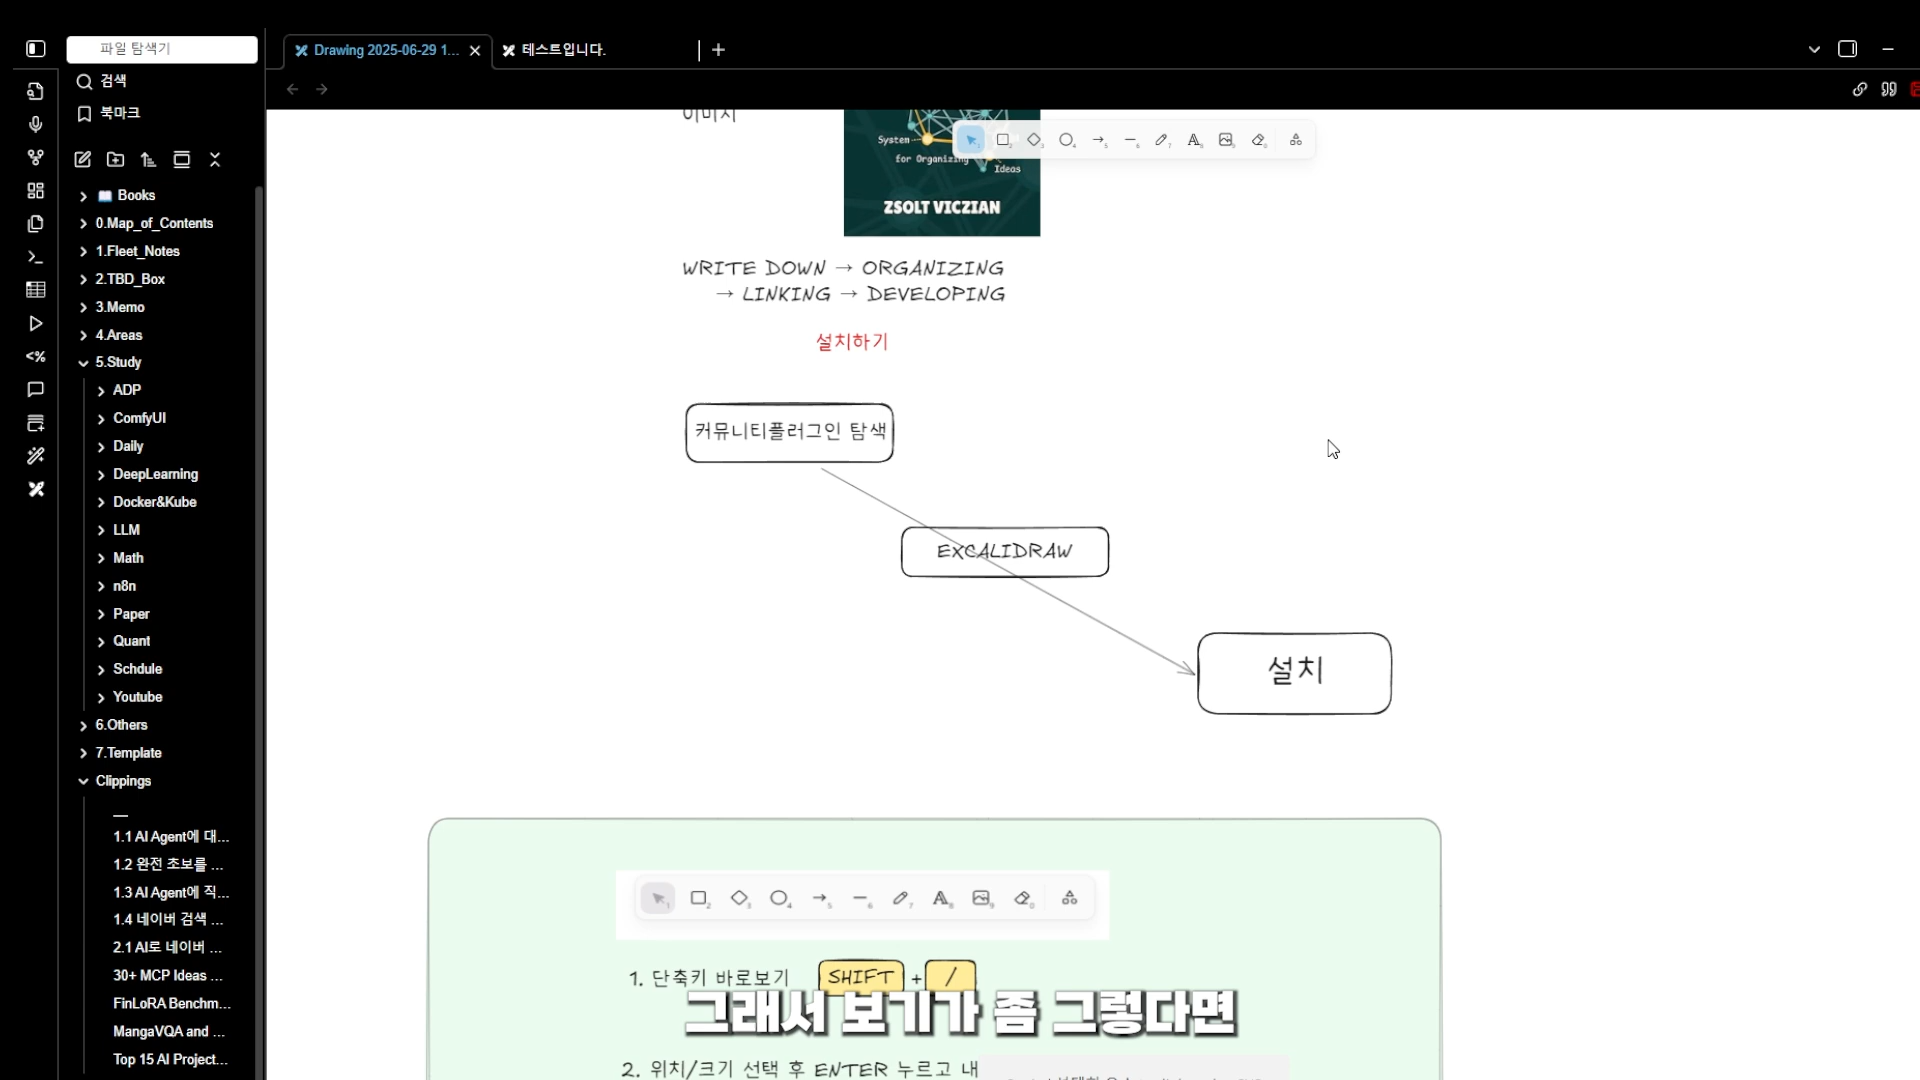 파일 탐색기
Drawing 2025-06-29 1...
테스트입니다.
검색
북마크
Books
0.Map_of_Contents
1.Fleet_Notes
2.TBD_Box
3.Memo
4.Areas
5.Study
ADP
ComfyUI
Daily
DeepLearning
Docker&Kube
LLM
Math
n8n
Paper
Quant
Schdule
Youtube
6.Others
7.Template
Clippings
—
1.1 AI Agent에 대...
1.2 완전 초보를 ...
1.3 AI Agent에 직...
1.4 네이버 검색 ...
2.1 AI로 네이버 ...
30+ MCP Ideas ...
FinLoRA Benchm...
MangaVQA and ...
Top 15 AI Project...
이미지
System
for Organizing
Ideas
ZSOLT VICZIAN
WRITE DOWN → ORGANIZING
→ LINKING → DEVELOPING
설치하기
커뮤니티플러그인 탐색
EXCALIDRAW
설치
1. 단축키 바로보기 SHIFT + /
그래서 보기가 좀 그렇다면
2. 위치/크기 선택 후 ENTER 누르고 내